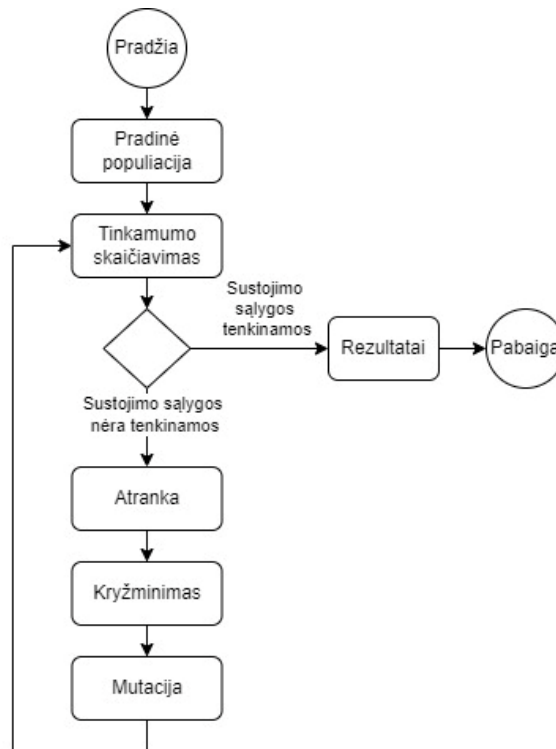 Pradžia
Pradinė
populiacija
Tinkamumo
skaičiavimas
Sustojimo
sąlygos
tenkinamos
Rezultatai
Pabaiga
Sustojimo sąlygos
nėra tenkinamos
Atranka
Kryžminimas
Mutacija